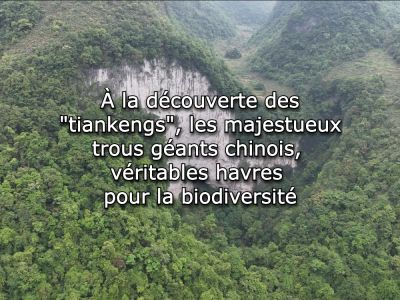 À la découverte des
"tiankengs", les majestueux
trous géants chinois,
véritables havres
pour la biodiversité